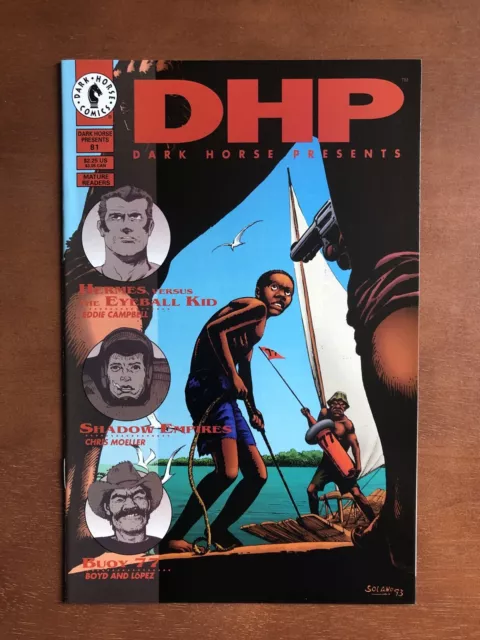 DARK HORSE
COMICS
DARK HORSE
PRESENTS
81
$2.25 US
MATURE
READERS
DHP
DARK HORSE PRESENTS
HERMES VERSUS
THE EYEBALL KID
EDDIE CAMPBELL
SHADOW EMPIRES
CHRIS MOELLER
BUOY 77
BOYD AND LOPEZ
SOLANO 93